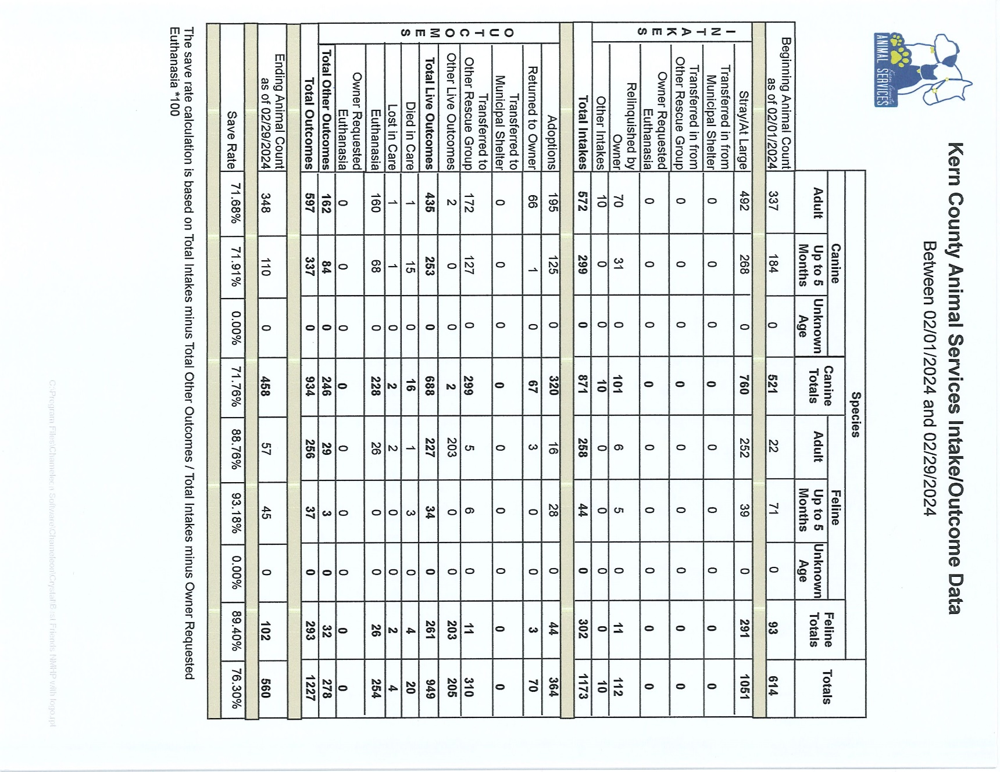 Kern County
ANIMAL SERVICES
Kern County Animal Services Intake/Outcome Data
Between 02/01/2024 and 02/29/2024
Species
Canine Feline Totals
Adult Up to 5 Months Unknown Age Canine Totals Adult Up to 5 Months Unknown Age Feline Totals
Beginning Animal Count as of 02/01/2024 337 184 0 521 22 71 0 93 614
INTAKES
Stray/At Large 492 268 0 760 252 39 0 291 1051
Transferred in from Municipal Shelter 0 0 0 0 0 0 0 0 0
Transferred in from Other Rescue Group 0 0 0 0 0 0 0 0 0
Owner Requested Euthanasia 0 0 0 0 0 0 0 0 0
Relinquished by Owner 70 31 0 101 6 5 0 11 112
Other Intakes 10 0 0 10 0 0 0 0 10
Total Intakes 572 299 0 871 258 44 0 302 1173
OUTCOMES
Adoptions 195 125 0 320 16 28 0 44 364
Returned to Owner 66 1 0 67 3 0 0 3 70
Transferred to Municipal Shelter 0 0 0 0 0 0 0 0 0
Transferred to Other Rescue Group 172 127 0 299 5 6 0 11 310
Other Live Outcomes 2 0 0 2 203 0 0 203 205
Total Live Outcomes 435 253 0 688 227 34 0 261 949
Died in Care 1 15 0 16 1 3 0 4 20
Lost in Care 1 1 0 2 2 0 0 2 4
Euthanasia 160 68 0 228 26 0 0 26 254
Owner Requested Euthanasia 0 0 0 0 0 0 0 0 0
Total Other Outcomes 162 84 0 246 29 3 0 32 278
Total Outcomes 597 337 0 934 256 37 0 293 1227
Ending Animal Count as of 02/29/2024 348 110 0 458 57 45 0 102 560
Save Rate 71.68% 71.91% 0.00% 71.76% 88.76% 93.18% 0.00% 89.40% 76.30%
The save rate calculation is based on Total Intakes minus Total Other Outcomes / Total Intakes minus Owner Requested
Euthanasia *100
C:\Program Files\Chameleon Software\Chameleon\Crystal\Best Friends NMHP with logo.rpt